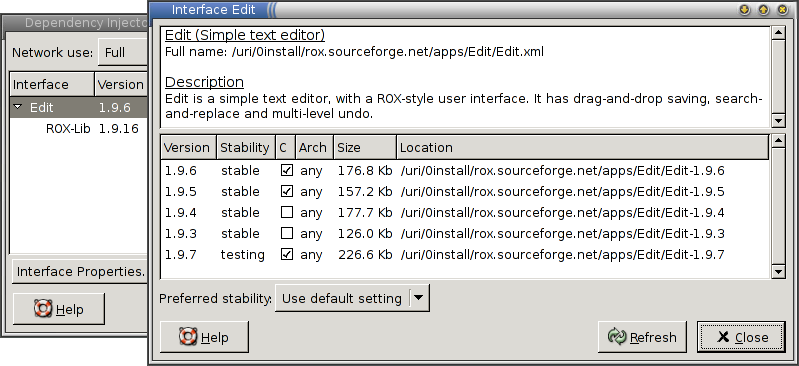 Dependency Injecto
Network use: Full
Interface Version
Edit 1.9.6
ROX-Lib 1.9.16
Interface Properties.
Help
Interface Edit
Edit (Simple text editor)
Full name: /uri/0install/rox.sourceforge.net/apps/Edit/Edit.xml
Description
Edit is a simple text editor, with a ROX-style user interface. It has drag-and-drop saving, search-
and-replace and multi-level undo.
Version Stability C Arch Size Location
1.9.6 stable any 176.8 Kb /uri/0install/rox.sourceforge.net/apps/Edit/Edit-1.9.6
1.9.5 stable any 157.2 Kb /uri/0install/rox.sourceforge.net/apps/Edit/Edit-1.9.5
1.9.4 stable any 177.7 Kb /uri/0install/rox.sourceforge.net/apps/Edit/Edit-1.9.4
1.9.3 stable any 126.0 Kb /uri/0install/rox.sourceforge.net/apps/Edit/Edit-1.9.3
1.9.7 testing any 226.6 Kb /uri/0install/rox.sourceforge.net/apps/Edit/Edit-1.9.7
Preferred stability: Use default setting
Help Refresh Close